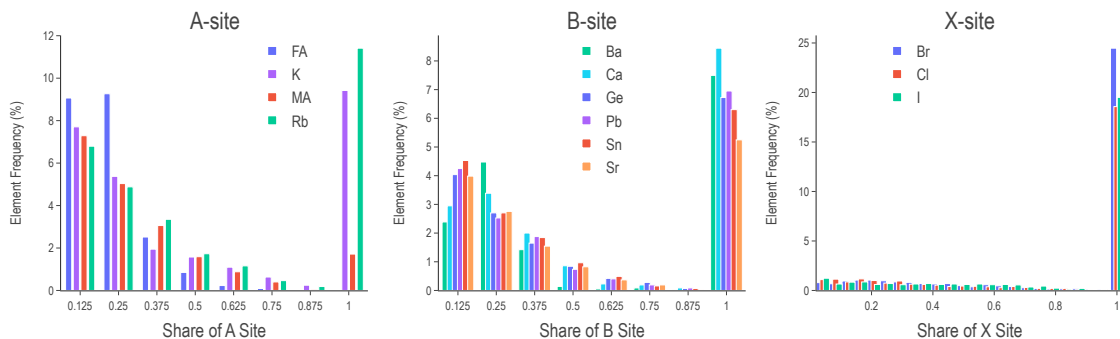 A-site
B-site
X-site
12
10
8
6
4
2
0
Element Frequency (%)
FA
K
MA
Rb
0.125
0.25
0.375
0.5
0.625
0.75
0.875
1
Share of A Site
8
7
6
5
4
3
2
1
0
Element Frequency (%)
Ba
Ca
Ge
Pb
Sn
Sr
0.125
0.25
0.375
0.5
0.625
0.75
0.875
1
Share of B Site
25
20
15
10
5
0
Element Frequency (%)
Br
Cl
I
0.2
0.4
0.6
0.8
1
Share of X Site